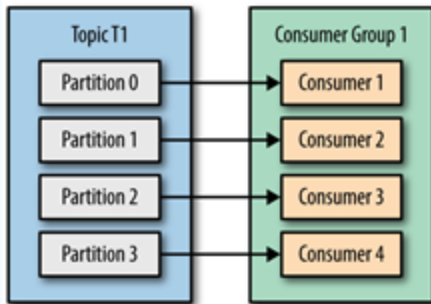 Topic T1
Partition 0
Partition 1
Partition 2
Partition 3
Consumer Group 1
Consumer 1
Consumer 2
Consumer 3
Consumer 4